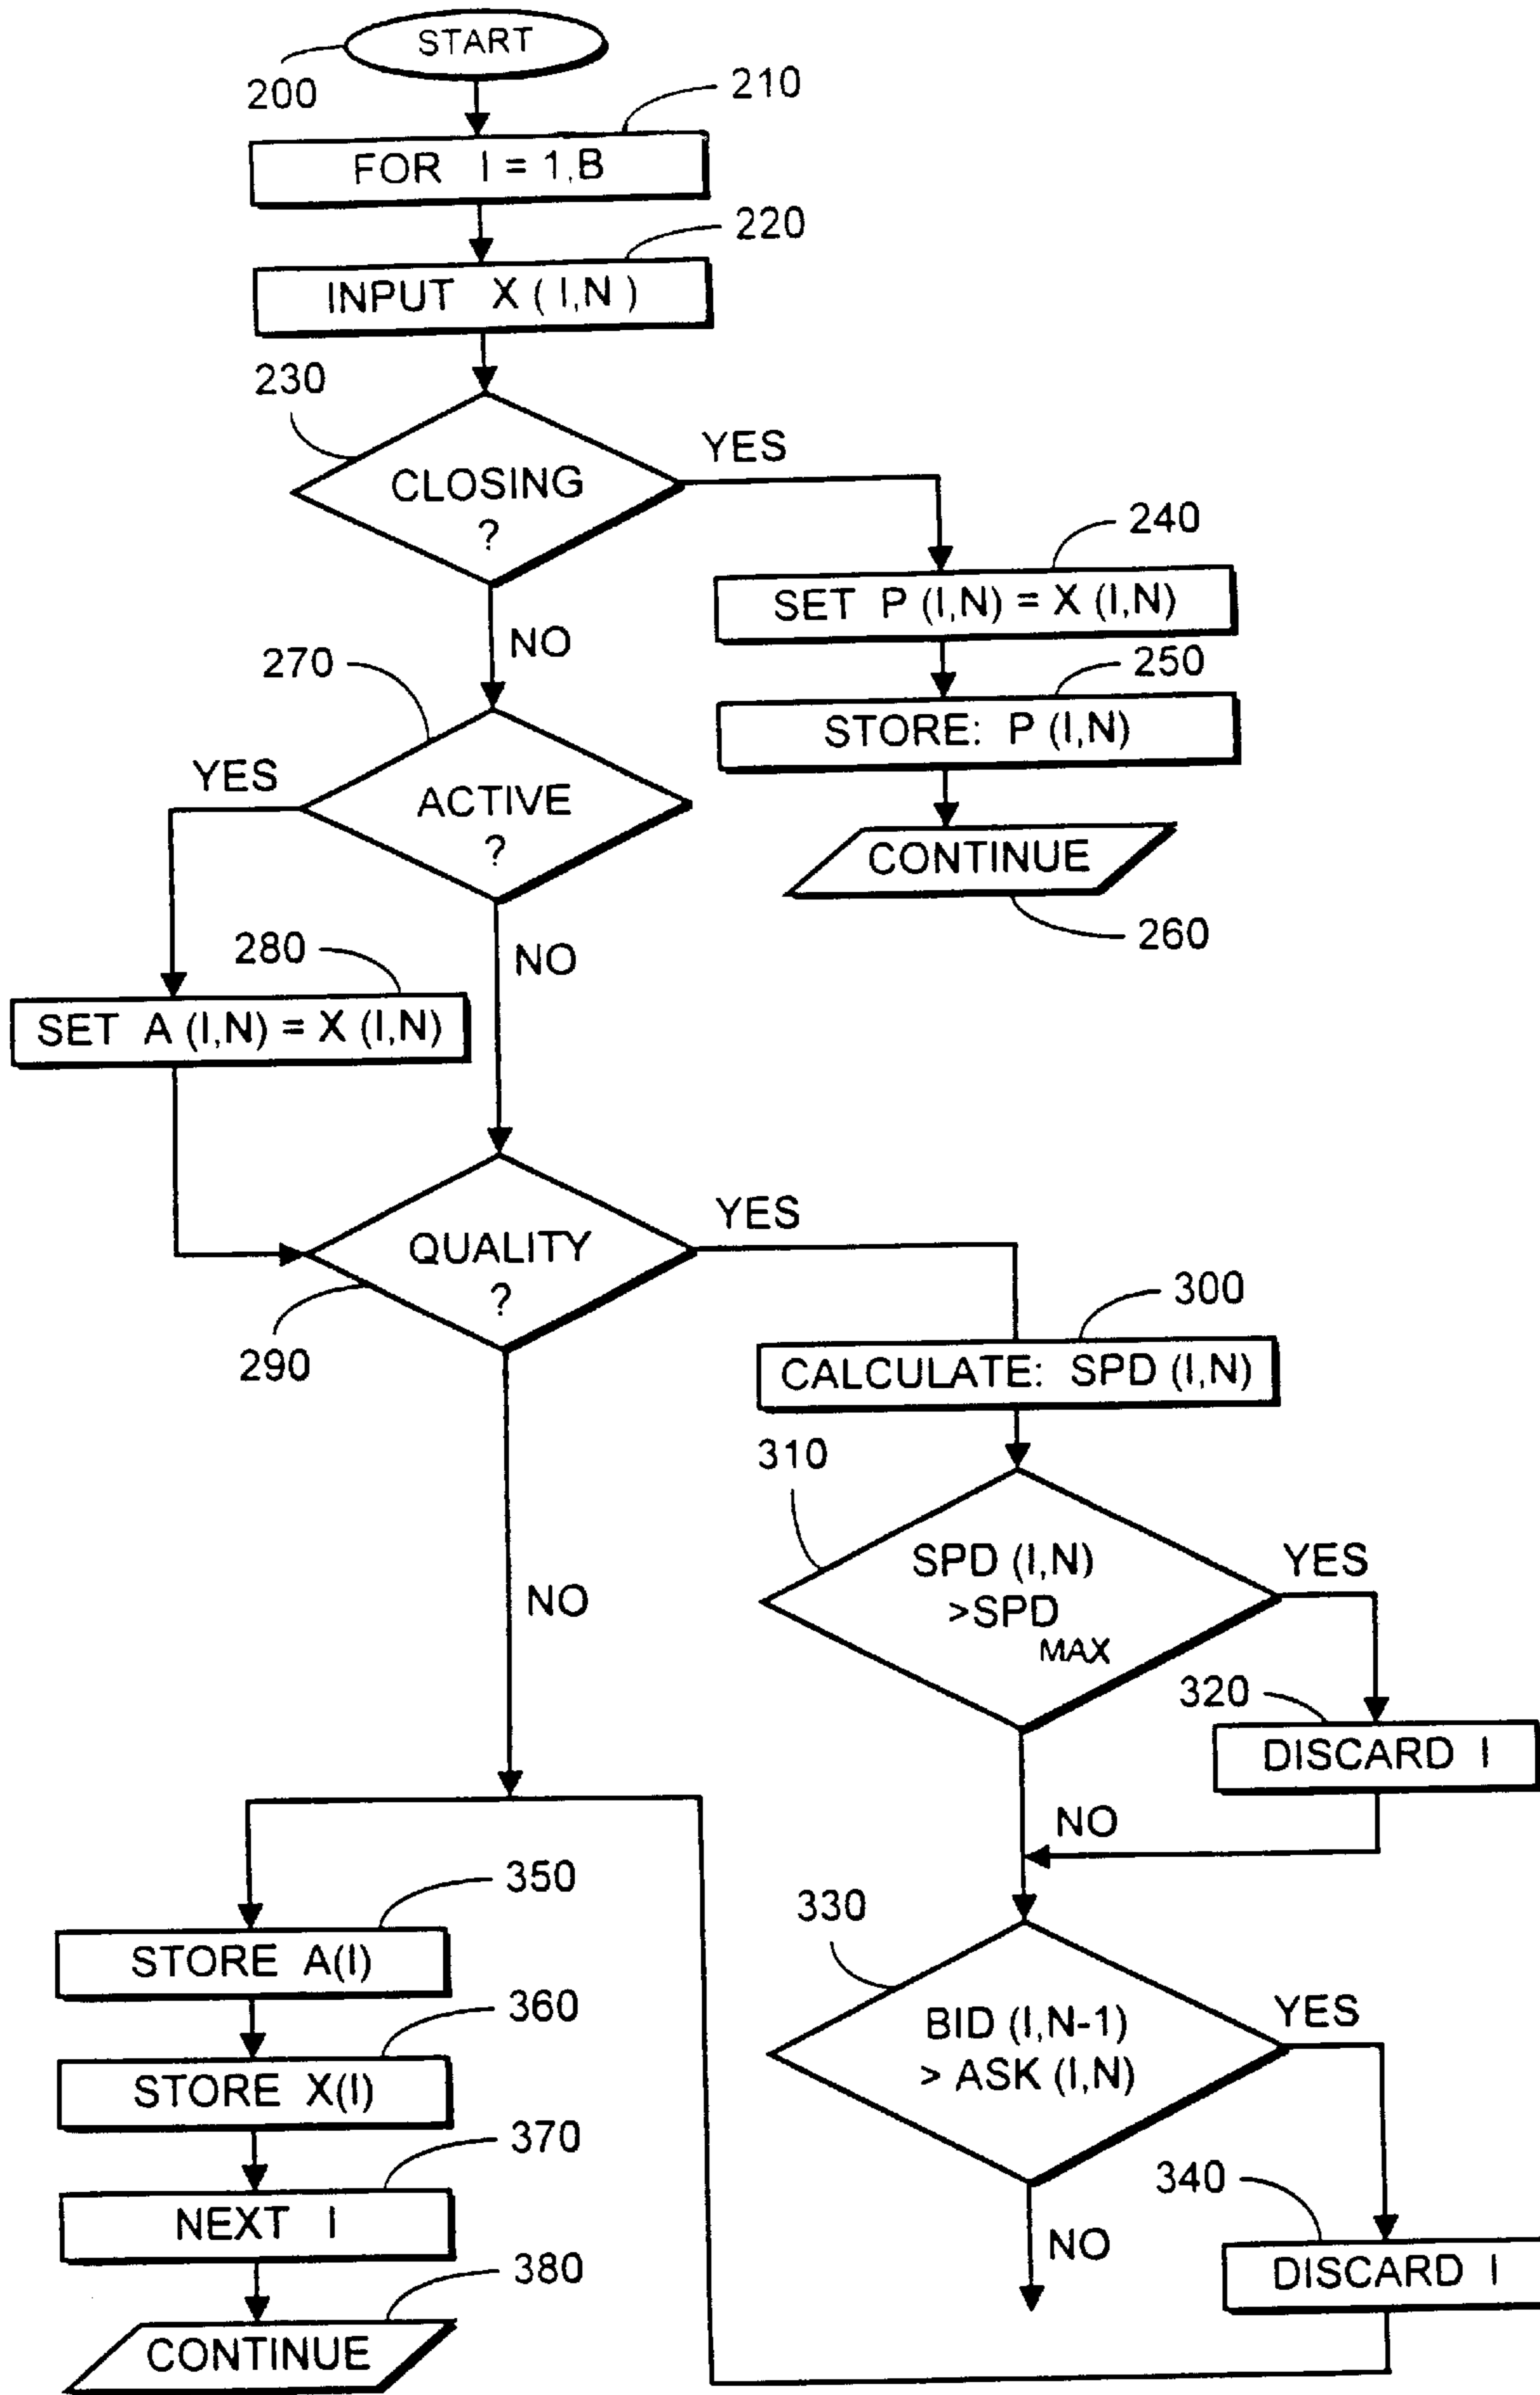 START
200
210
FOR I = 1,B
220
INPUT X ( I,N )
230
CLOSING
?
YES
NO
240
SET P (I,N) = X (I,N)
250
STORE: P (I,N)
CONTINUE
260
270
ACTIVE
?
YES
NO
280
SET A (I,N) = X (I,N)
QUALITY
?
YES
290
NO
300
CALCULATE: SPD (I,N)
310
SPD (I,N)
>SPD
MAX
YES
320
DISCARD I
NO
330
BID (I,N-1)
> ASK (I,N)
YES
340
NO
DISCARD I
350
STORE A(I)
360
STORE X(I)
370
NEXT I
380
CONTINUE